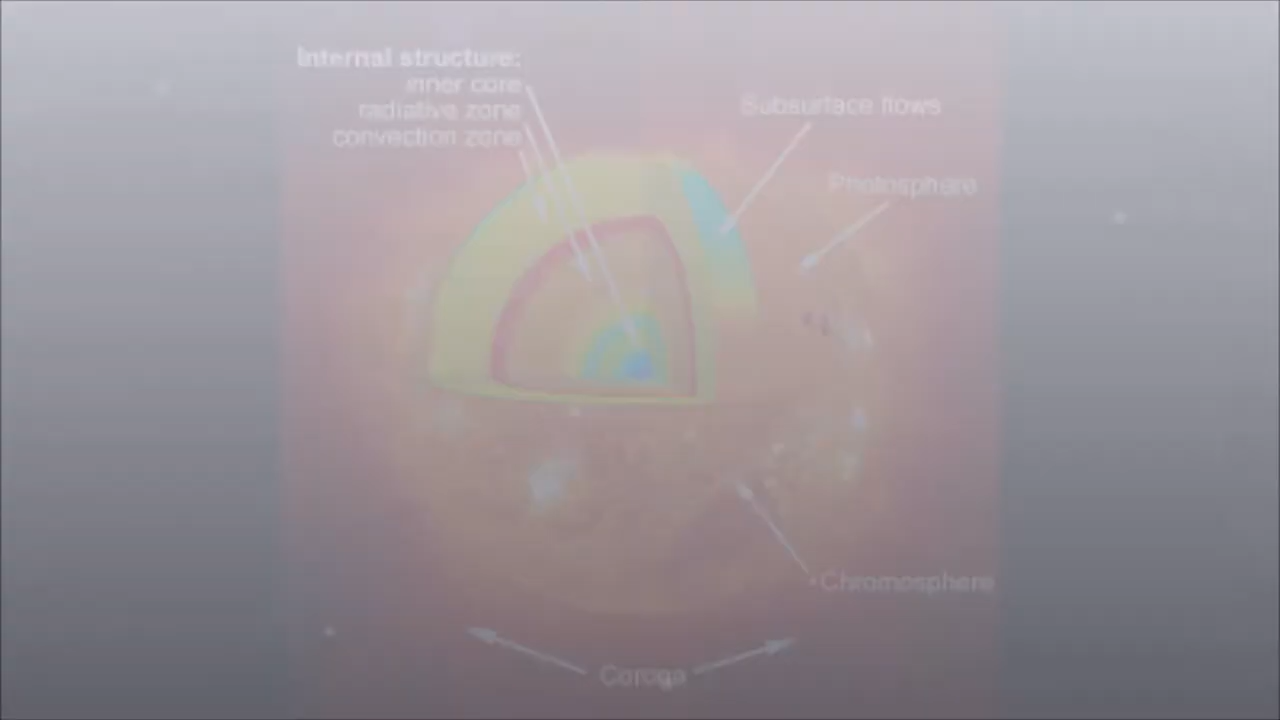 Internal structure:
inner core
radiative zone
convection zone
Subsurface flows
Photosphere
Chromosphere
Corona